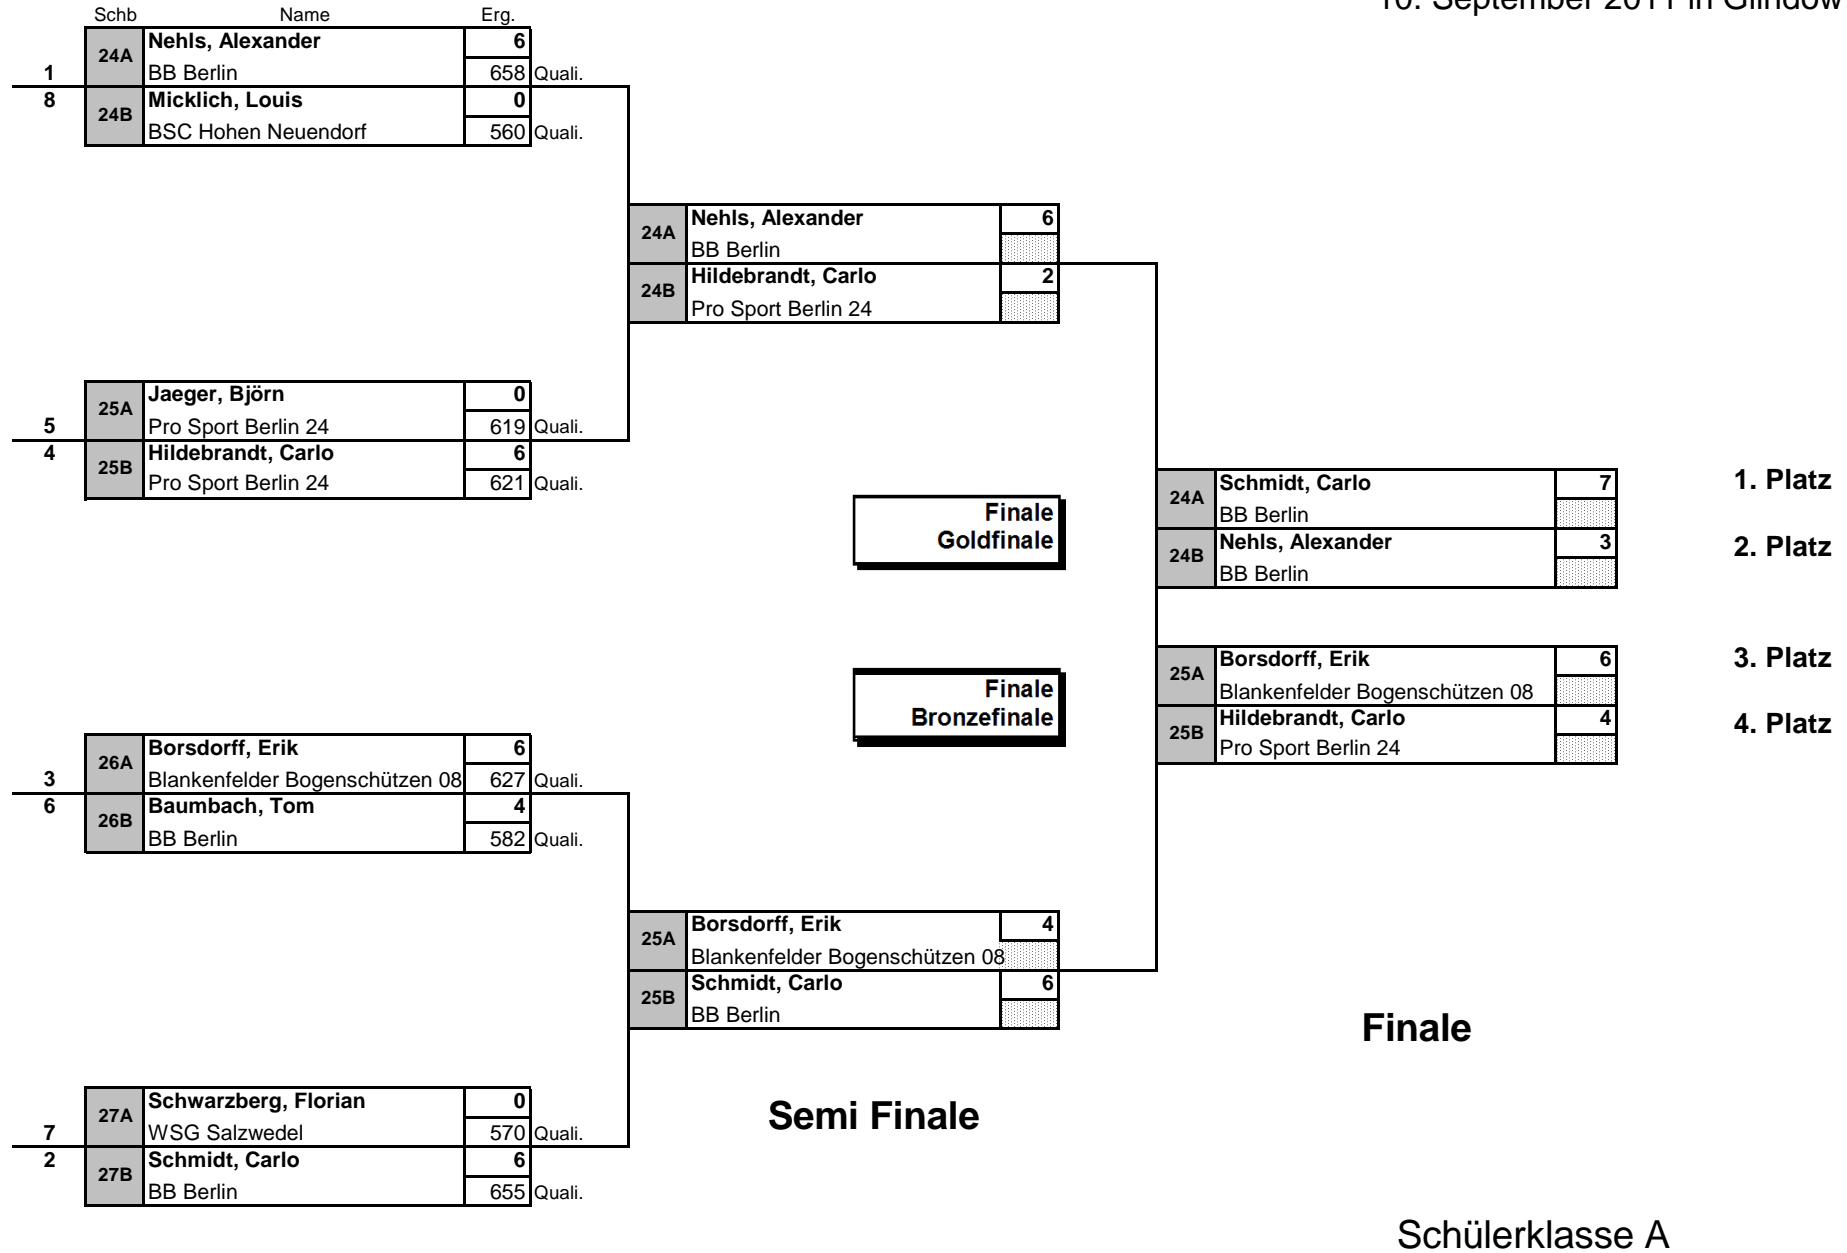 10. September 2011 in Glindow
Schb Name Erg.
24A Nehls, Alexander 6
1 BB Berlin 658 Quali.
8 24B Micklich, Louis 0
BSC Hohen Neuendorf 560 Quali.
24A Nehls, Alexander 6
BB Berlin
24B Hildebrandt, Carlo 2
Pro Sport Berlin 24
25A Jaeger, Björn 0
5 Pro Sport Berlin 24 619 Quali.
4 25B Hildebrandt, Carlo 6
Pro Sport Berlin 24 621 Quali.
Finale
Goldfinale
24A Schmidt, Carlo 7 1. Platz
BB Berlin
24B Nehls, Alexander 3 2. Platz
BB Berlin
Finale
Bronzefinale
25A Borsdorff, Erik 6 3. Platz
Blankenfelder Bogenschützen 08
25B Hildebrandt, Carlo 4 4. Platz
Pro Sport Berlin 24
26A Borsdorff, Erik 6
3 Blankenfelder Bogenschützen 08 627 Quali.
6 26B Baumbach, Tom 4
BB Berlin 582 Quali.
25A Borsdorff, Erik 4
Blankenfelder Bogenschützen 08
25B Schmidt, Carlo 6
BB Berlin
Finale
27A Schwarzberg, Florian 0
7 WSG Salzwedel 570 Quali.
2 27B Schmidt, Carlo 6
BB Berlin 655 Quali.
Semi Finale
Schülerklasse A